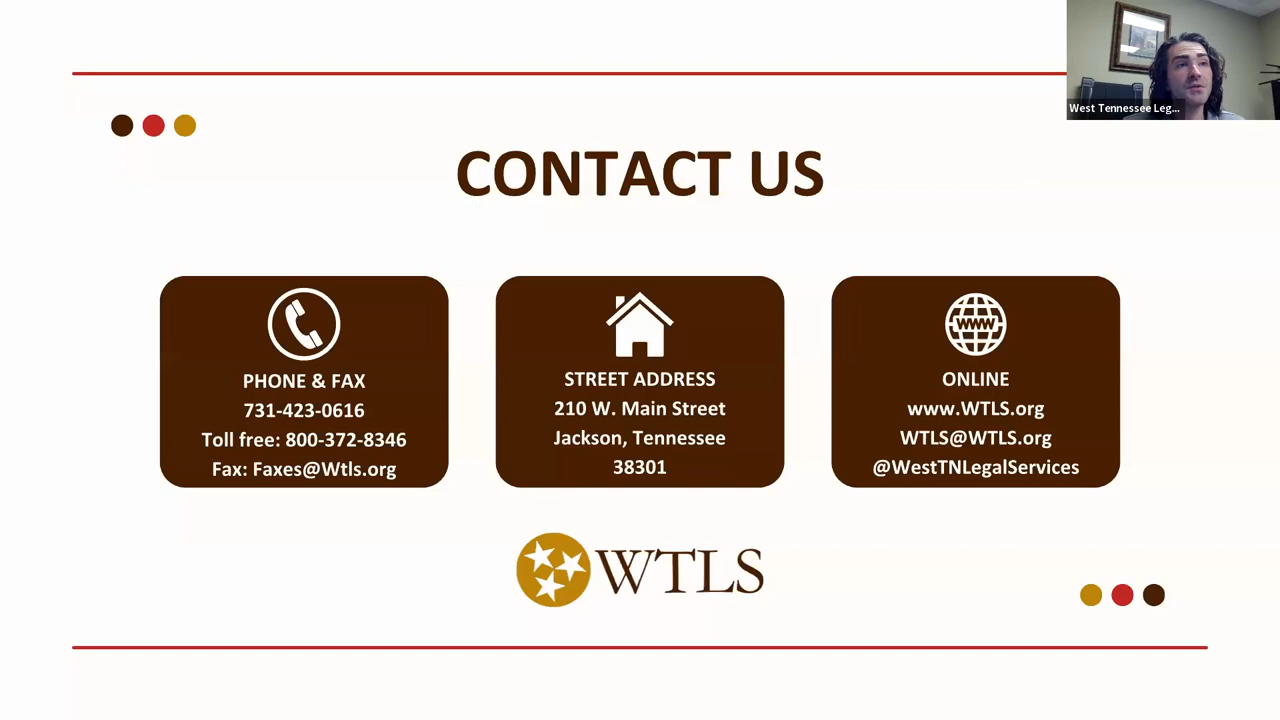 West Tennessee Leg...
CONTACT US
PHONE & FAX
731-423-0616
Toll free: 800-372-8346
Fax: Faxes@Wtls.org
STREET ADDRESS
210 W. Main Street
Jackson, Tennessee
38301
WWW
ONLINE
www.WTLS.org
WTLS@WTLS.org
@WestTNLegalServices
WTLS